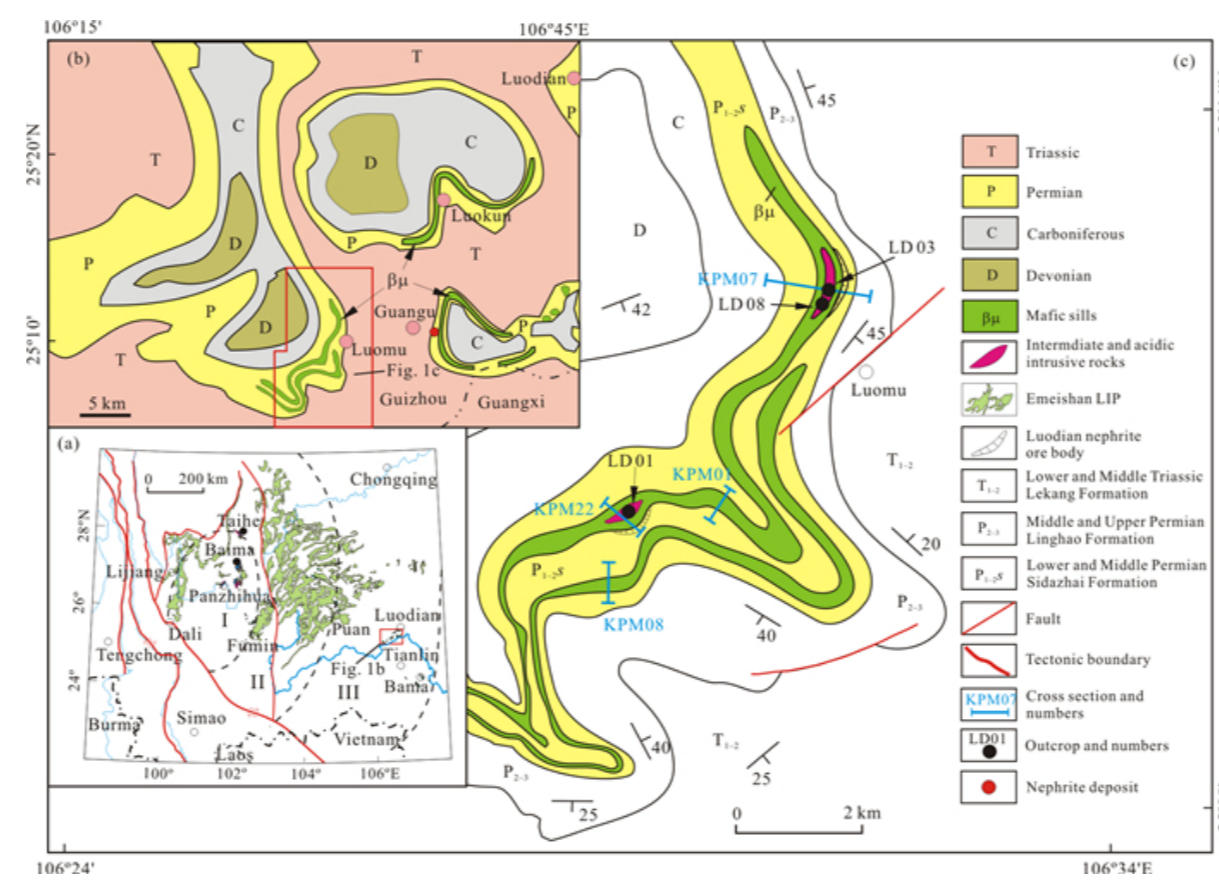 106°15'
106°45'E
(b)
T
Luodian
P
C
T
D
C
Luokun
P
T
D
P
P
βμ
Guangu
D
P
C
T
Luomu
Fig. 1c
Guizhou
Guangxi
5 km
25°20'N
25°10'
(a)
0 200 km
Chongqing
Taihe
Baima
Lijiang
Panzhihua
I
Dali
Fumin
Puan
Luodian
Tengchong
Fig. 1b
Tianlin
II
III
Bama
Burma
Simao
Vietnam
Laos
28°N
26°
24°
100°
102°
104°
106°E
(c)
P₁₋₂s
P₂₋₃
45
C
βμ
D
LD 03
KPM07
LD 08
42
45
Luomu
LD01
KPM01
KPM22
T₁₋₂
20
P₁₋₂s
KPM08
40
P₂₋₃
40
T₁₋₂
25
P₂₋₃
25
0 2 km
T Triassic
P Permian
C Carboniferous
D Devonian
βμ Mafic sills
Intermdiate and acidic
intrusive rocks
Emeishan LIP
Luodian nephrite
ore body
T₁₋₂ Lower and Middle Triassic
Lekang Formation
P₂₋₃ Middle and Upper Permian
Linghao Formation
P₁₋₂s Lower and Middle Permian
Sidazhai Formation
Fault
Tectonic boundary
KPM07 Cross section and
numbers
LD01 Outcrop and numbers
Nephrite deposit
106°24'
106°34'E